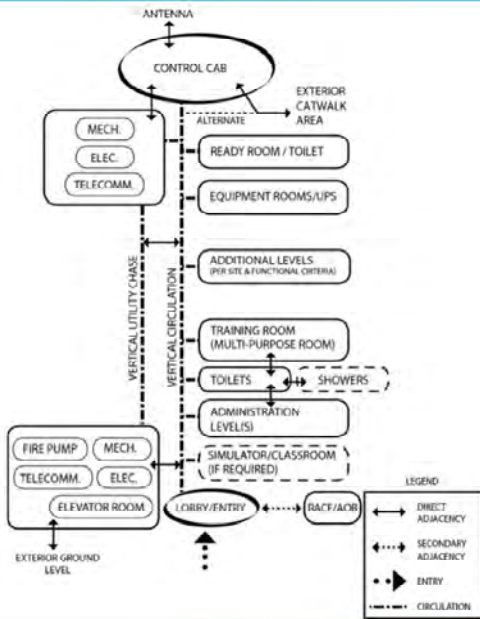 ANTENNA
CONTROL CAB
EXTERIOR
CATWALK
AREA
ALTERNATE
MECH.
ELEC.
TELECOMM.
READY ROOM / TOILET
EQUIPMENT ROOMS/UPS
ADDITIONAL LEVELS
(PER SITE & FUNCTIONAL CRITERIA)
VERTICAL UTILITY CHASE
VERTICAL CIRCULATION
TRAINING ROOM
(MULTI-PURPOSE ROOM)
TOILETS
SHOWERS
ADMINISTRATION
LEVEL(S)
FIRE PUMP
MECH.
TELECOMM.
ELEC.
ELEVATOR ROOM
SIMULATOR/CLASSROOM
(IF REQUIRED)
LOBBY/ENTRY
BACE/AOB
EXTERIOR GROUND
LEVEL
LEGEND
DIRECT
ADJACENCY
SECONDARY
ADJACENCY
ENTRY
CIRCULATION